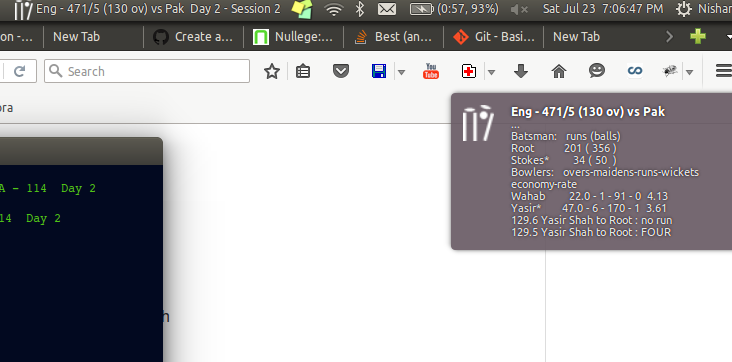 Eng - 471/5 (130 ov) vs Pak Day 2 - Session 2 (0:57, 93%) Sat Jul 23 7:06:47 PM Nishan
on -... New Tab Create a... Nullege:... Best (an... Git - Basi... New Tab
Search You Tube
ora
Eng - 471/5 (130 ov) vs Pak
...
Batsman: runs (balls)
Root 201 ( 356 )
Stokes* 34 ( 50 )
Bowlers: overs-maidens-runs-wickets
economy-rate
Wahab 22.0 - 1 - 91 - 0 4.13
Yasir* 47.0 - 6 - 170 - 1 3.61
129.6 Yasir Shah to Root : no run
129.5 Yasir Shah to Root : FOUR
A - 114 Day 2
14 Day 2
h